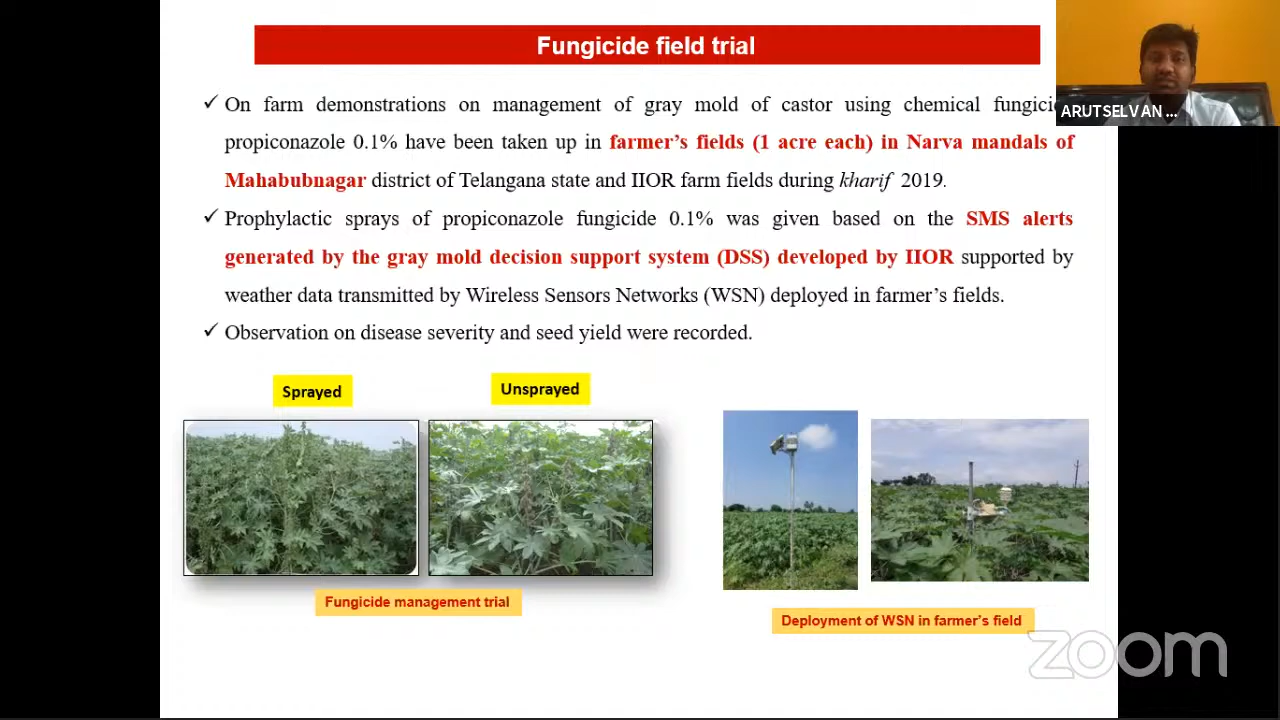 Fungicide field trial
ARUTSELVAN ...
✓ On farm demonstrations on management of gray mold of castor using chemical
propiconazole 0.1% have been taken up in farmer's fields (1 acre each) in Narva mandals of
Mahabubnagar district of Telangana state and IIOR farm fields during kharif 2019.
✓ Prophylactic sprays of propiconazole fungicide 0.1% was given based on the SMS alerts
generated by the gray mold decision support system (DSS) developed by IIOR supported by
weather data transmitted by Wireless Sensors Networks (WSN) deployed in farmer's fields.
✓ Observation on disease severity and seed yield were recorded.
Sprayed
Unsprayed
Fungicide management trial
Deployment of WSN in farmer's field
zoom